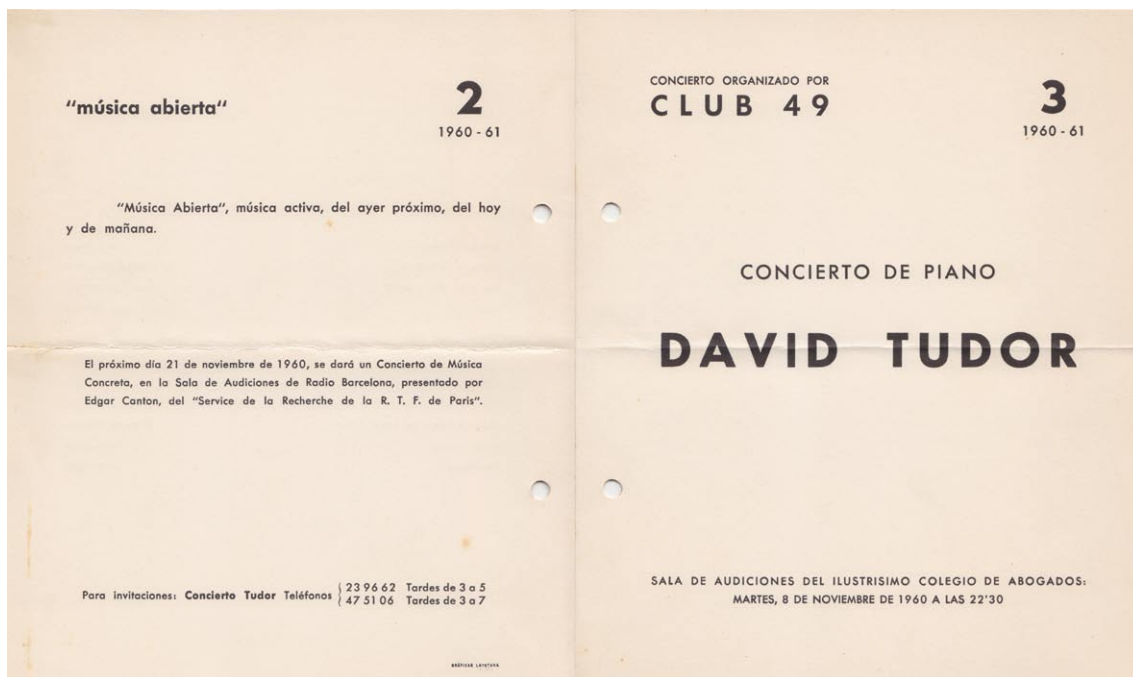 "música abierta"
2
1960 - 61
"Música Abierta", música activa, del ayer próximo, del hoy
y de mañana.
El próximo día 21 de noviembre de 1960, se dará un Concierto de Música
Concreta, en la Sala de Audiciones de Radio Barcelona, presentado por
Edgar Canton, del "Service de la Recherche de la R. T. F. de Paris".
Para invitaciones: Concierto Tudor Teléfonos { 23 96 62 Tardes de 3 a 5
{ 47 51 06 Tardes de 3 a 7
GRÁFICAS
CONCIERTO ORGANIZADO POR
CLUB 49
3
1960 - 61
CONCIERTO DE PIANO
DAVID TUDOR
SALA DE AUDICIONES DEL ILUSTRISIMO COLEGIO DE ABOGADOS:
MARTES, 8 DE NOVIEMBRE DE 1960 A LAS 22'30